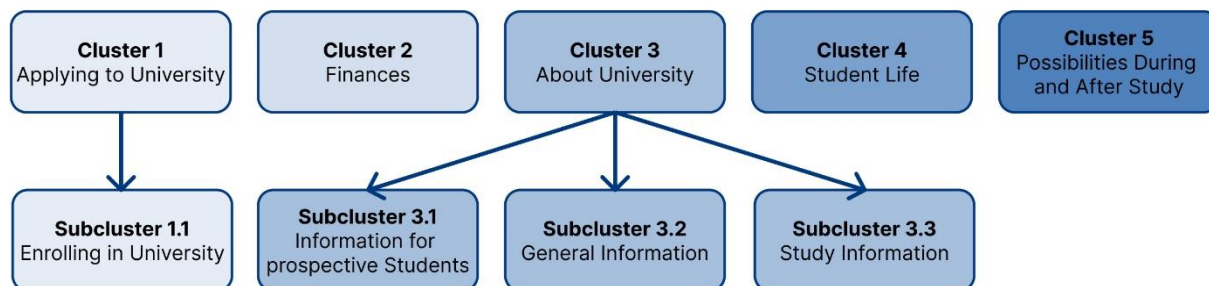 Cluster 1
Applying to University
Cluster 2
Finances
Cluster 3
About University
Cluster 4
Student Life
Cluster 5
Possibilities During
and After Study
Subcluster 1.1
Enrolling in University
Subcluster 3.1
Information for
prospective Students
Subcluster 3.2
General Information
Subcluster 3.3
Study Information